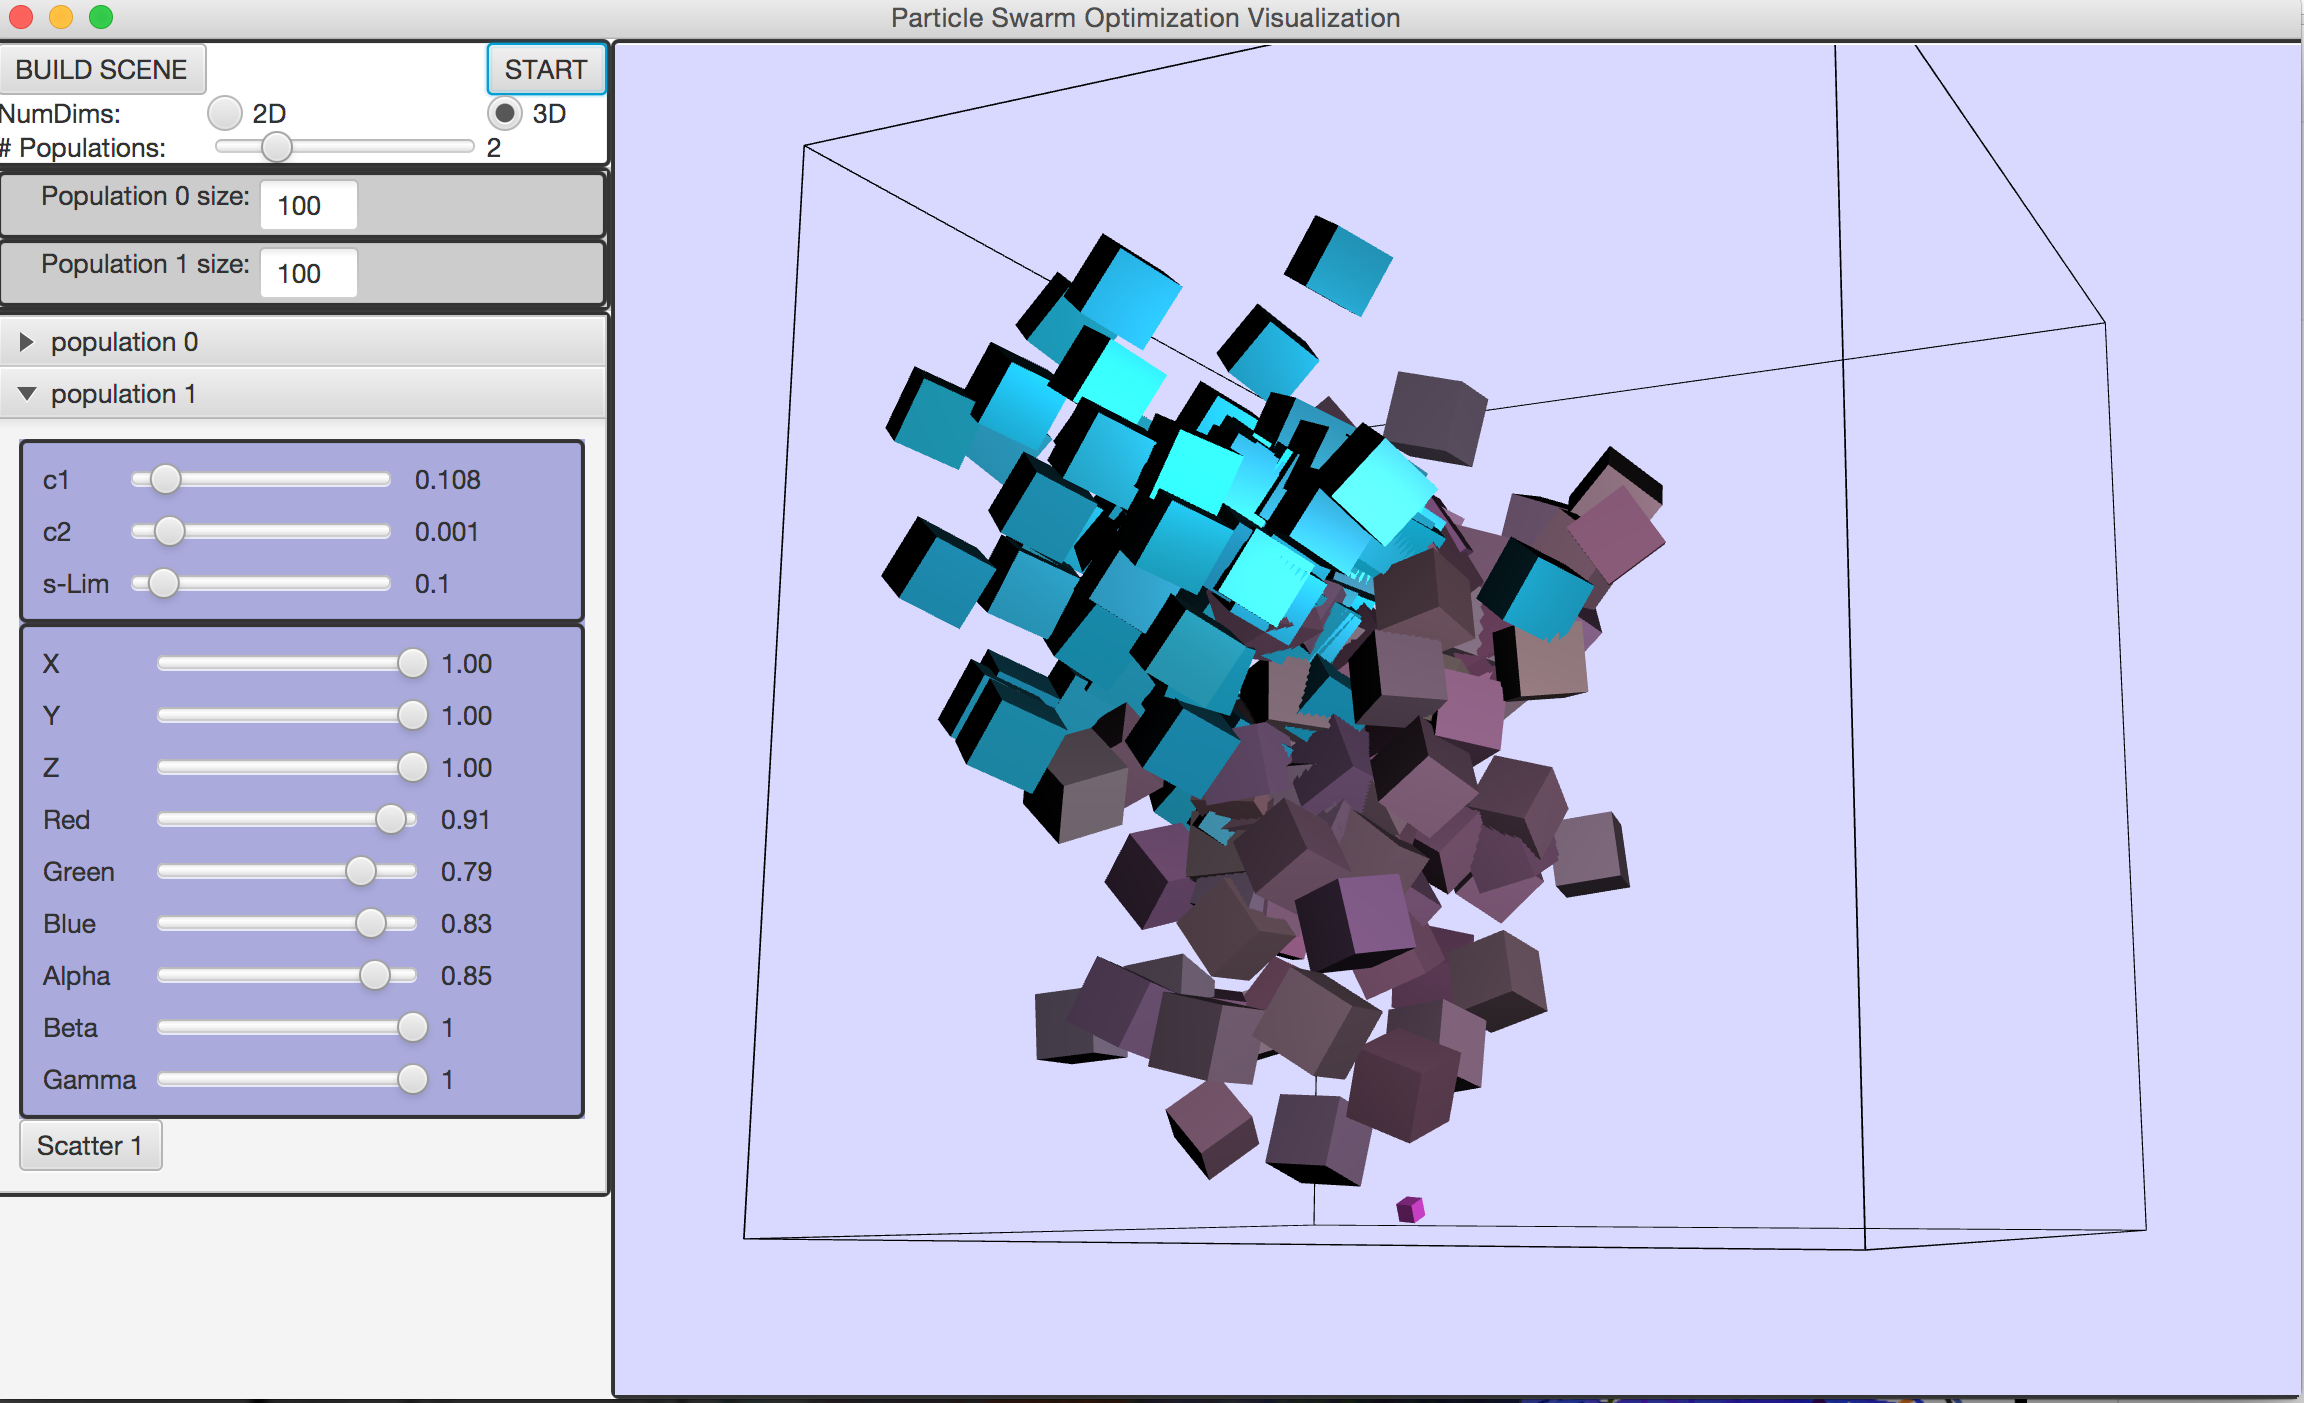 Particle Swarm Optimization Visualization
BUILD SCENE START
NumDims: 2D 3D
# Populations: 2
Population 0 size: 100
Population 1 size: 100
population 0
population 1
c1 0.108
c2 0.001
s-Lim 0.1
X 1.00
Y 1.00
Z 1.00
Red 0.91
Green 0.79
Blue 0.83
Alpha 0.85
Beta 1
Gamma 1
Scatter 1